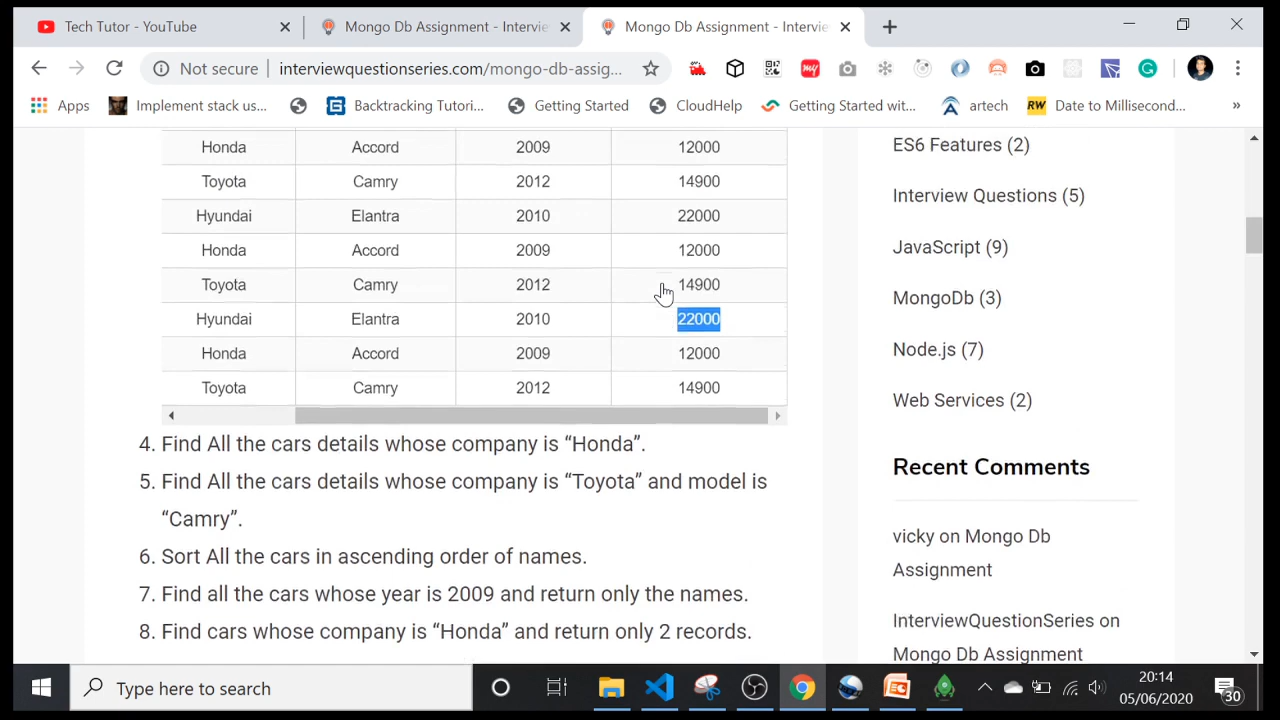 Tech Tutor - YouTube
Mongo Db Assignment - Intervie
Mongo Db Assignment - Intervie
Not secure
interviewquestionseries.com/mongo-db-assig...
Apps
Implement stack us...
Backtracking Tutori...
Getting Started
CloudHelp
Getting Started wit...
artech
RW
Date to Millisecond...
»
Honda Accord 2009 12000
Toyota Camry 2012 14900
Hyundai Elantra 2010 22000
Honda Accord 2009 12000
Toyota Camry 2012 14900
Hyundai Elantra 2010 22000
Honda Accord 2009 12000
Toyota Camry 2012 14900
4. Find All the cars details whose company is “Honda”.
5. Find All the cars details whose company is “Toyota” and model is
“Camry”.
6. Sort All the cars in ascending order of names.
7. Find all the cars whose year is 2009 and return only the names.
8. Find cars whose company is “Honda” and return only 2 records.
ES6 Features (2)
Interview Questions (5)
JavaScript (9)
MongoDb (3)
Node.js (7)
Web Services (2)
Recent Comments
vicky on Mongo Db
Assignment
InterviewQuestionSeries on
Mongo Db Assignment
Type here to search
20:14
05/06/2020
30